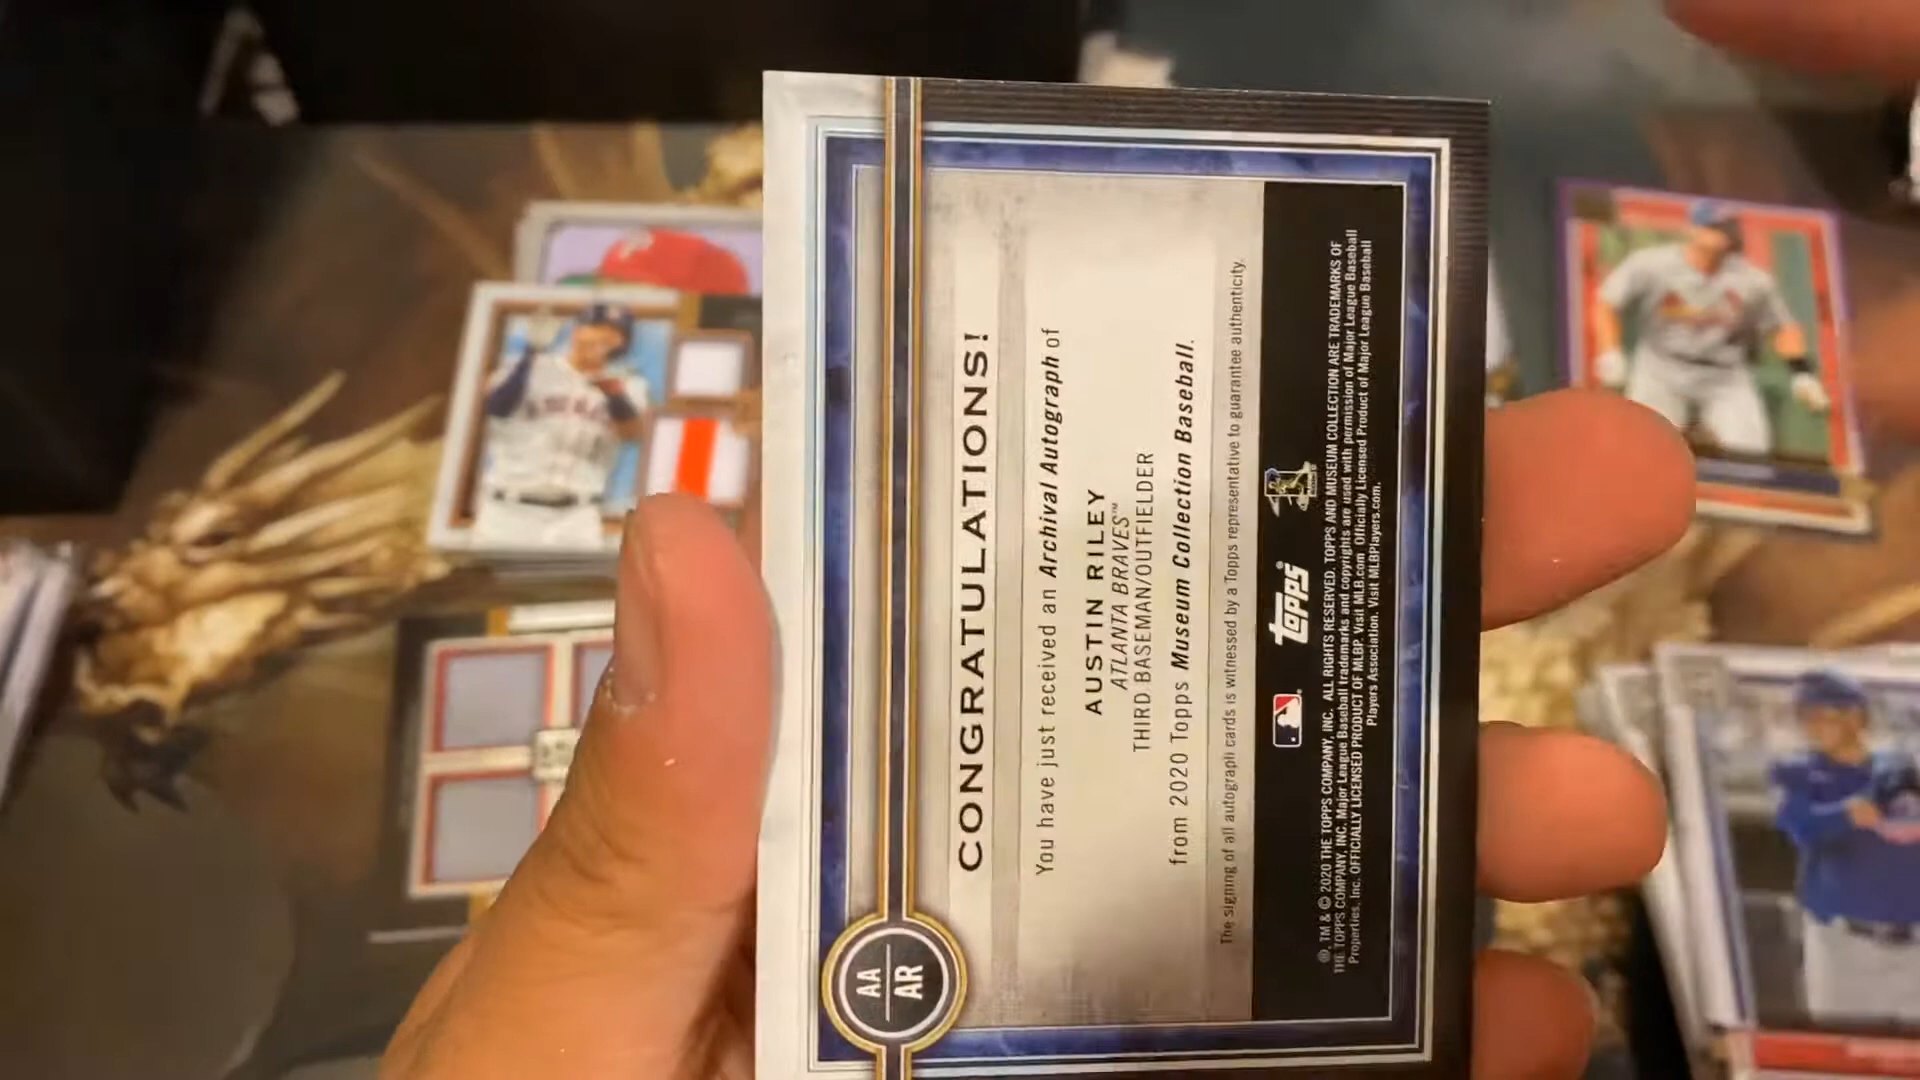 AA
AR
CONGRATULATIONS!
You have just received an Archival Autograph of
AUSTIN RILEY
ATLANTA BRAVES™
THIRD BASEMAN/OUTFIELDER
from 2020 Topps Museum Collection Baseball.
The signing of all autograph cards is witnessed by a Topps representative to guarantee authenticity.
topps
®, TM & © 2020 THE TOPPS COMPANY, INC. ALL RIGHTS RESERVED. TOPPS AND MUSEUM COLLECTION ARE TRADEMARKS OF
THE TOPPS COMPANY, INC. Major League Baseball trademarks and copyrights are used with permission of Major League Baseball
Properties, Inc. OFFICIALLY LICENSED PRODUCT OF MLBP. Visit MLB.com. Officially Licensed Product of Major League Baseball
Players Association. Visit MLBPlayers.com.